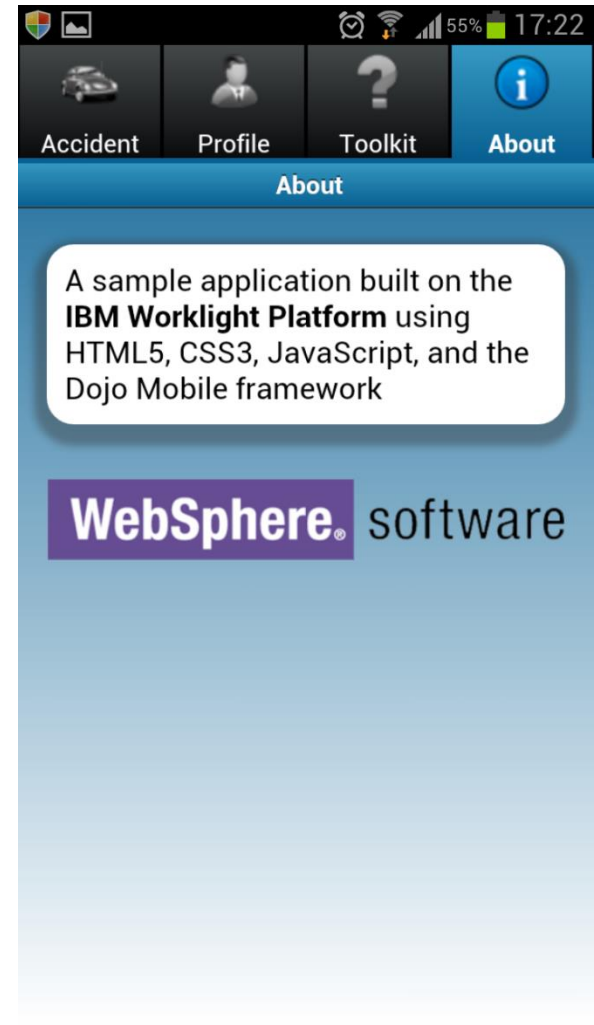 55% 17:22
Accident Profile Toolkit About
About
A sample application built on the
IBM Worklight Platform using
HTML5, CSS3, JavaScript, and the
Dojo Mobile framework
WebSphere® software